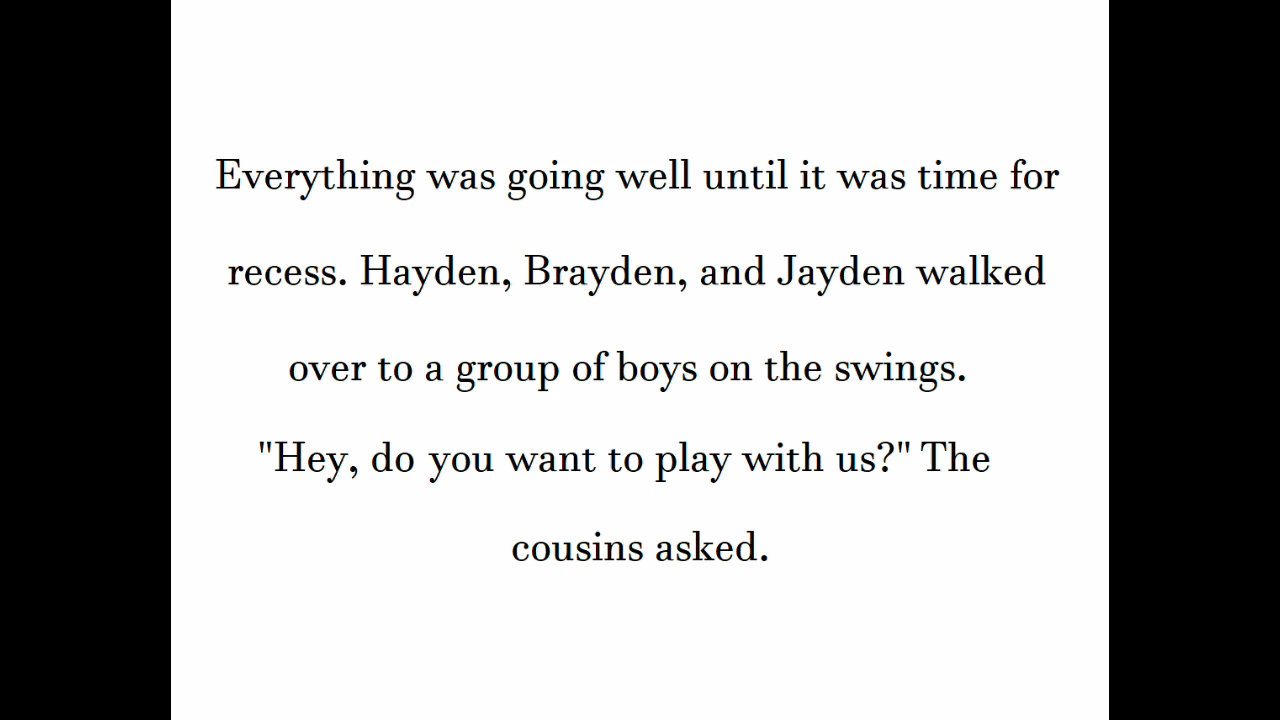 Everything was going well until it was time for
recess. Hayden, Brayden, and Jayden walked
over to a group of boys on the swings.
"Hey, do you want to play with us?" The
cousins asked.